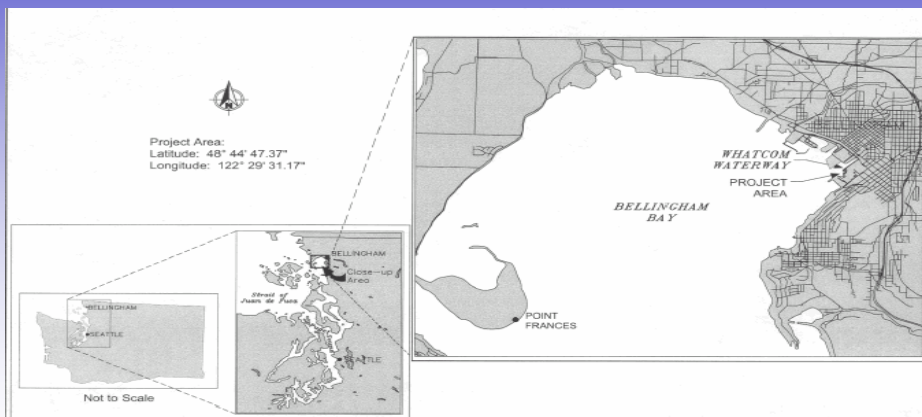 N
Project Area:
Latitude: 48° 44' 47.37"
Longitude: 122° 29' 31.17"
WHATCOM
WATERWAY
PROJECT
AREA
BELLINGHAM
BAY
POINT
FRANCES
BELLINGHAM
Close-up
Area
Strait of
Juan de Fuca
SEATTLE
BELLINGHAM
SEATTLE
Not to Scale